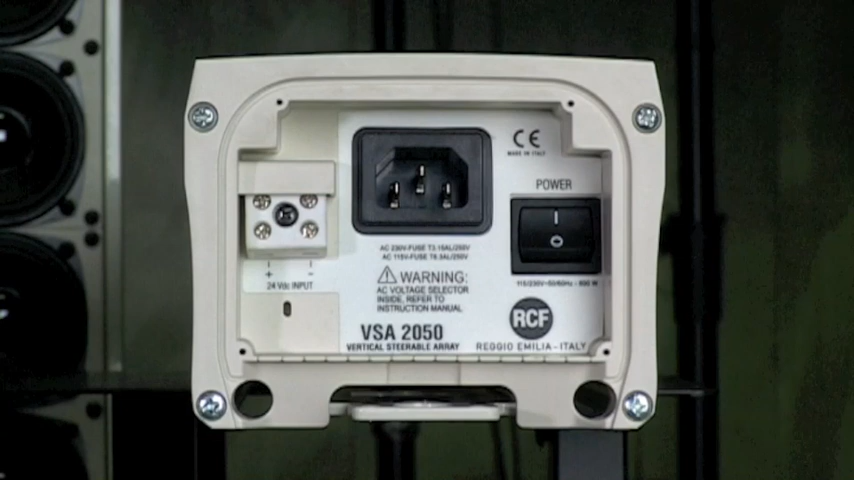 CE
MADE IN ITALY
POWER
AC 230V-FUSE T3.15AL/250V
AC 115V-FUSE T6.3AL/250V
115/230V~50/60Hz - 600 W
+ -
24 Vdc INPUT
WARNING:
AC VOLTAGE SELECTOR
INSIDE, REFER TO
INSTRUCTION MANUAL
RCF
VSA 2050
VERTICAL STEERABLE ARRAY
REGGIO EMILIA-ITALY